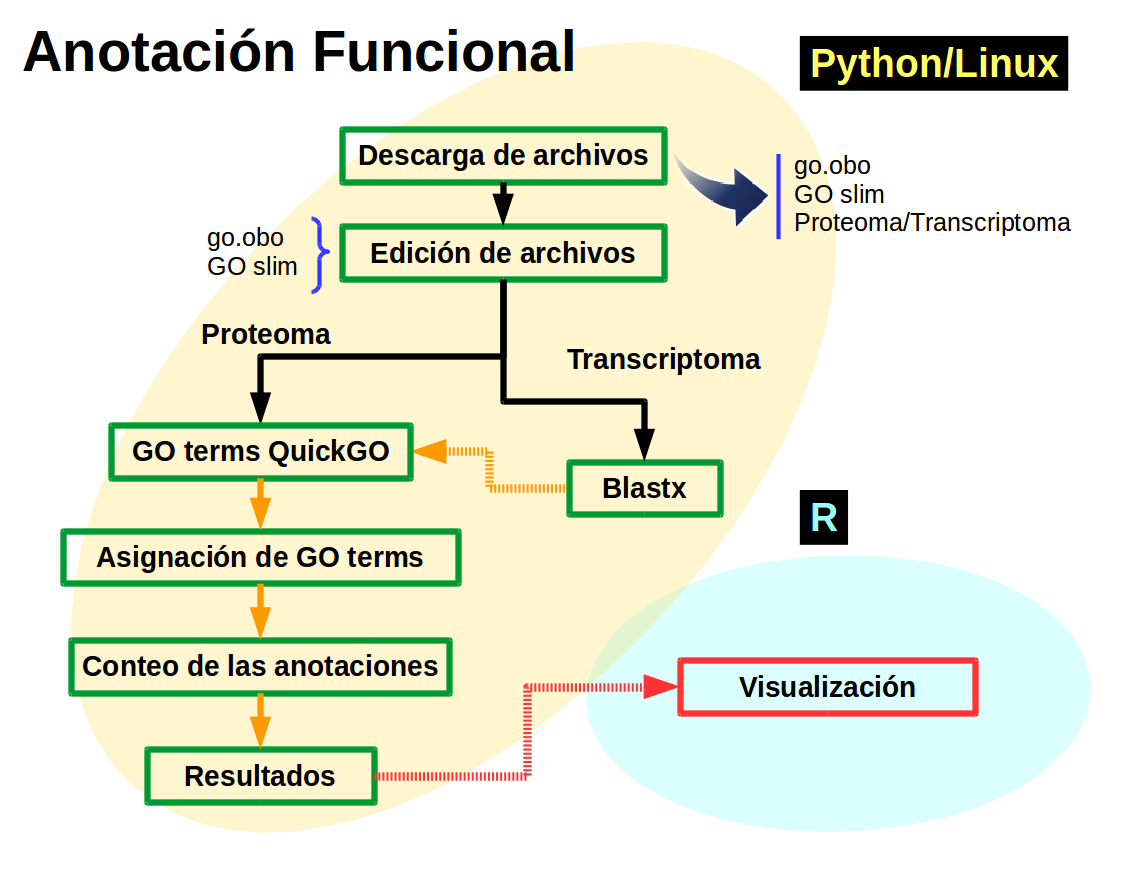 Anotación Funcional
Python/Linux
Descarga de archivos
go.obo
GO slim
Proteoma/Transcriptoma
go.obo
GO slim
Edición de archivos
Proteoma
Transcriptoma
GO terms QuickGO
Blastx
R
Asignación de GO terms
Conteo de las anotaciones
Visualización
Resultados